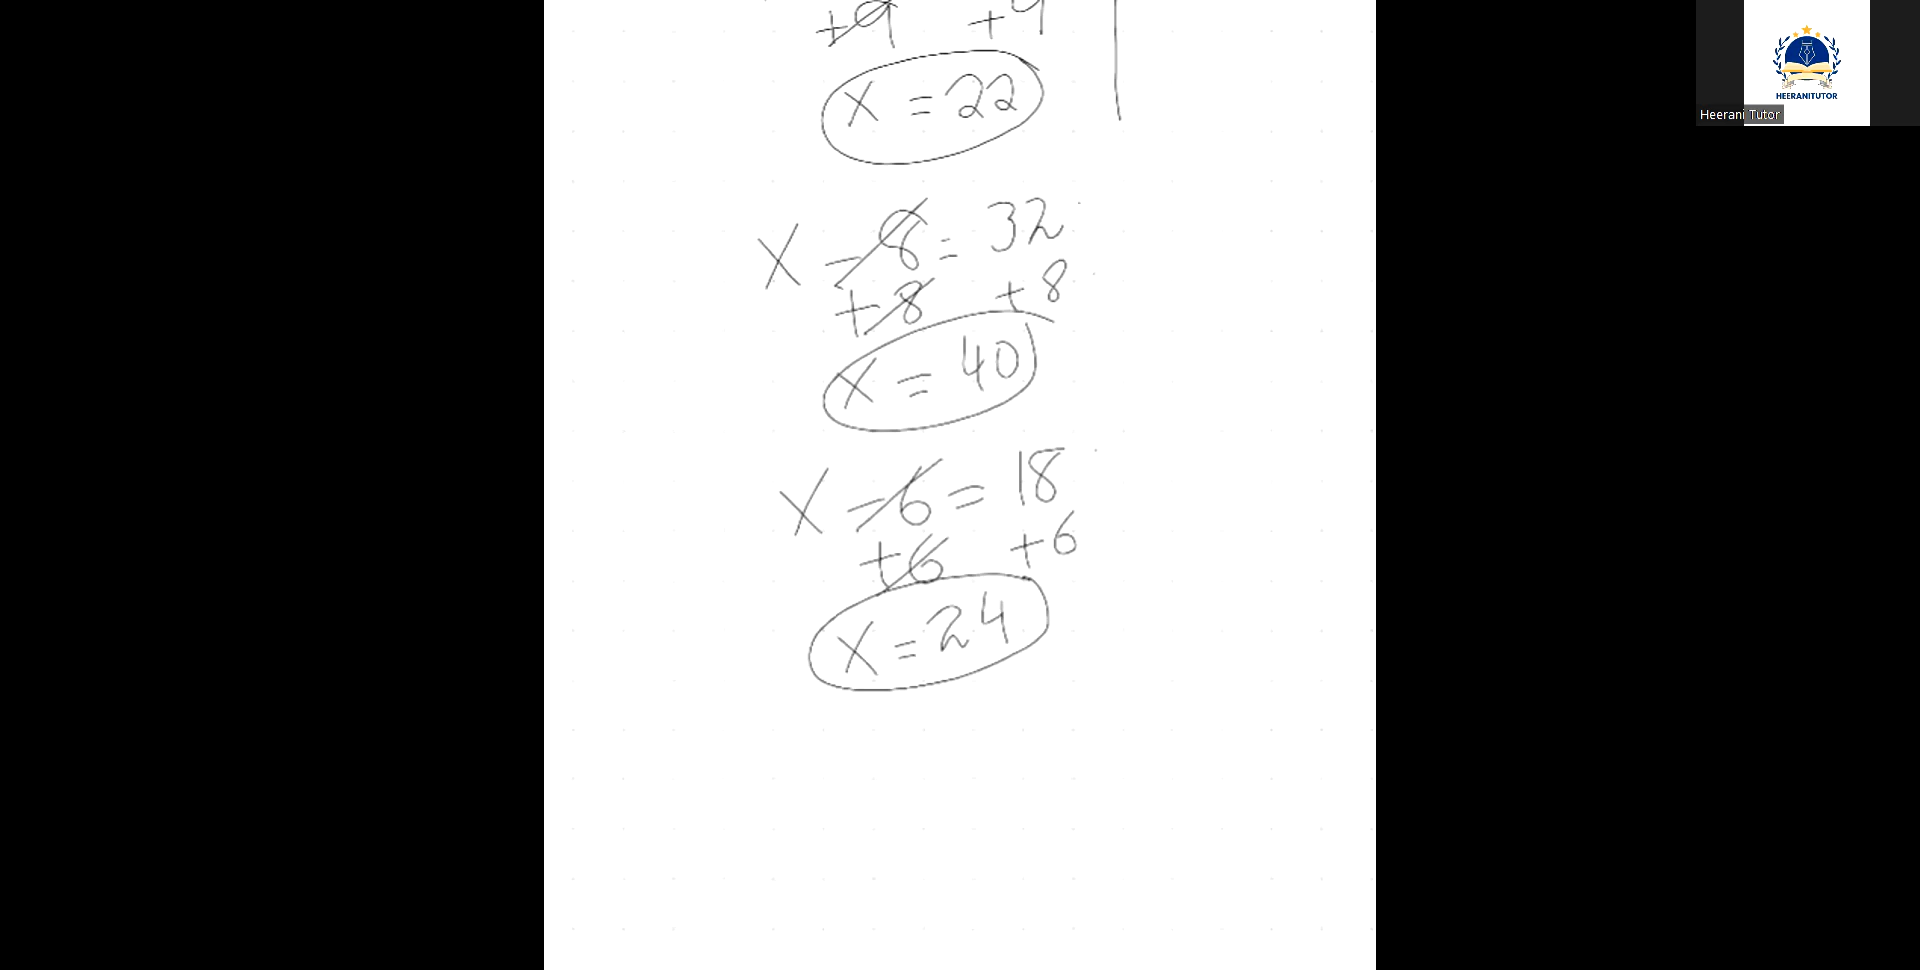 +9 +9
x = 22
x - 8 = 32
+8 +8
x = 40
x - 6 = 18
+6 +6
x = 24
HEERANITUTOR
Heerani Tutor